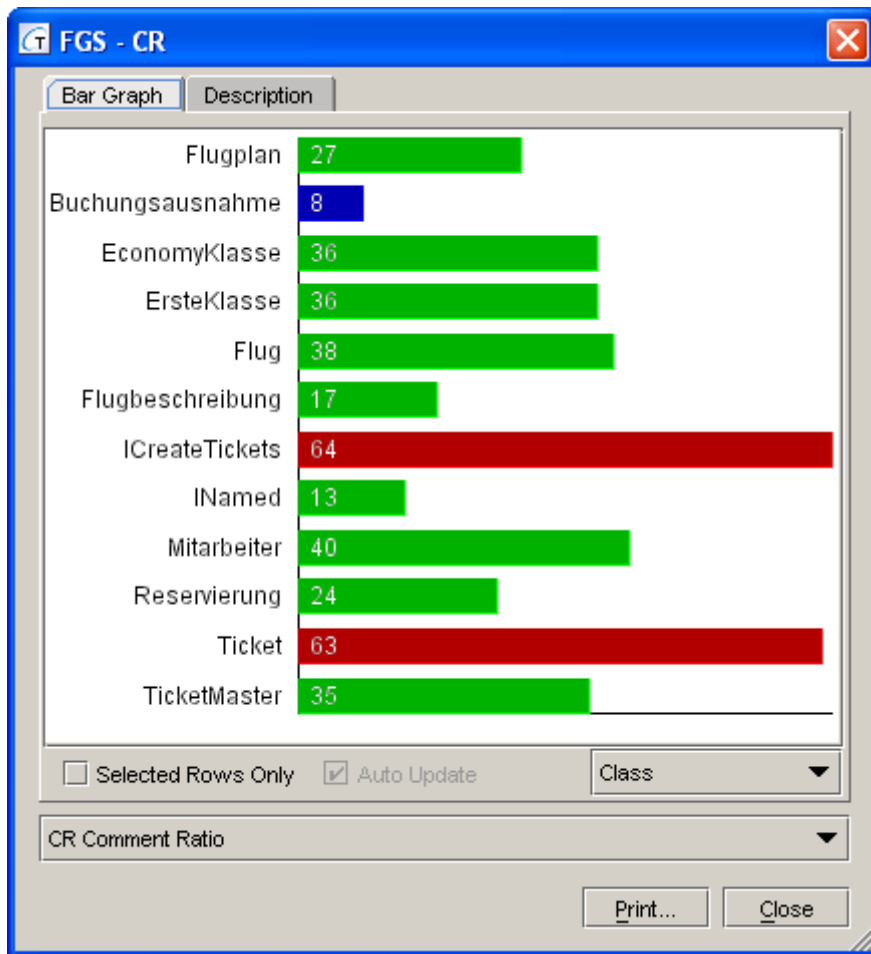 FGS - CR
Bar Graph Description
Flugplan 27
Buchungsausnahme 8
EconomyKlasse 36
ErsteKlasse 36
Flug 38
Flugbeschreibung 17
ICreateTickets 64
INamed 13
Mitarbeiter 40
Reservierung 24
Ticket 63
TicketMaster 35
Selected Rows Only Auto Update Class
CR Comment Ratio
Print... Close